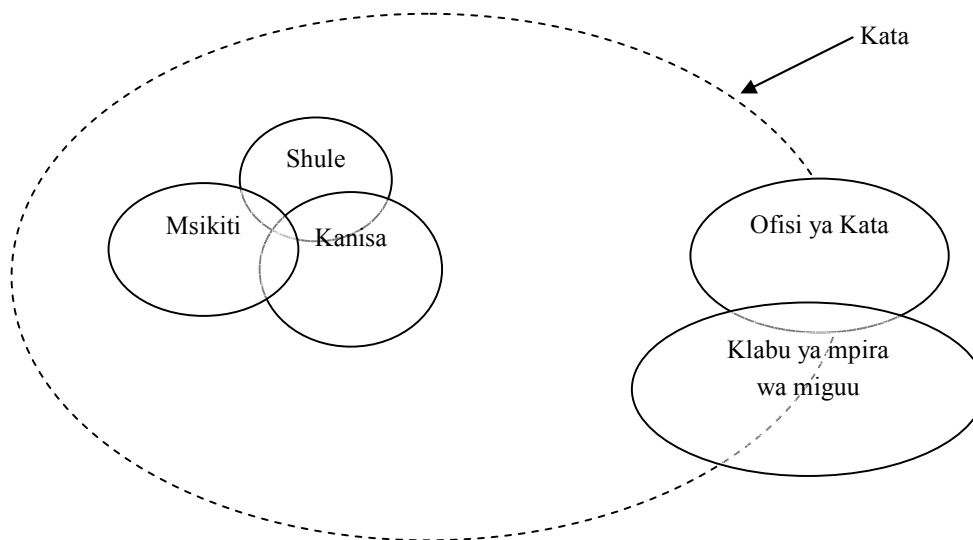 Kata
Shule
Msikiti
Kanisa
Ofisi ya Kata
Klabu ya mpira
wa miguu